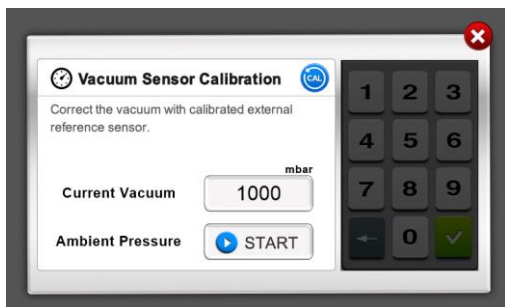 Vacuum Sensor Calibration
CAL
Correct the vacuum with calibrated external
reference sensor.
mbar
Current Vacuum 1000
Ambient Pressure START
1 2 3
4 5 6
7 8 9
0